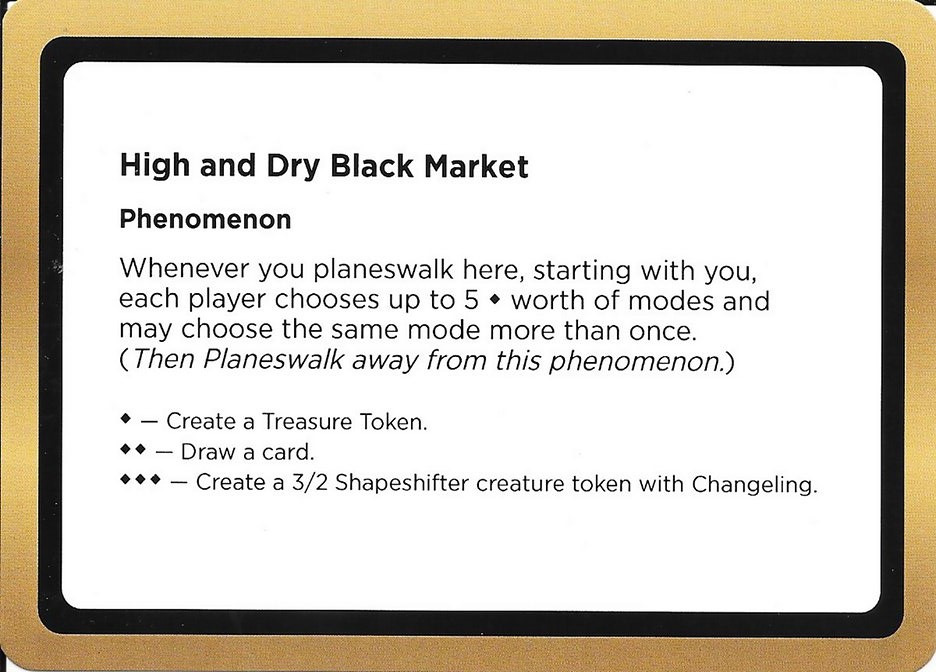 High and Dry Black Market
Phenomenon
Whenever you planeswalk here, starting with you,
each player chooses up to 5 ◆ worth of modes and
may choose the same mode more than once.
(Then Planeswalk away from this phenomenon.)
◆ — Create a Treasure Token.
◆◆ — Draw a card.
◆◆◆ — Create a 3/2 Shapeshifter creature token with Changeling.